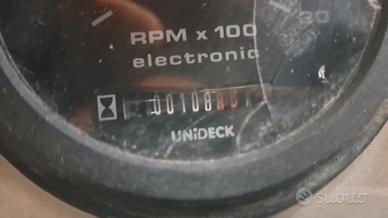 30
RPM x 100
electronic
00108
UNiDECK
subito